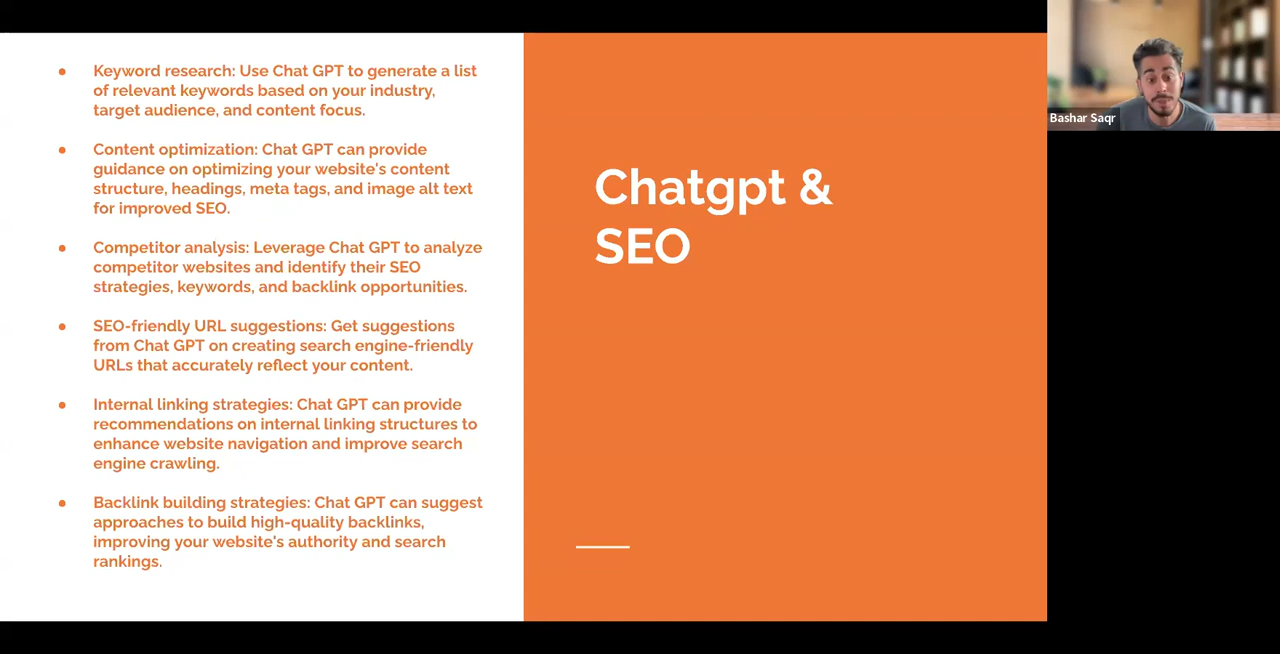 ● Keyword research: Use Chat GPT to generate a list
of relevant keywords based on your industry,
target audience, and content focus.
● Content optimization: Chat GPT can provide
guidance on optimizing your website's content
structure, headings, meta tags, and image alt text
for improved SEO.
● Competitor analysis: Leverage Chat GPT to analyze
competitor websites and identify their SEO
strategies, keywords, and backlink opportunities.
● SEO-friendly URL suggestions: Get suggestions
from Chat GPT on creating search engine-friendly
URLs that accurately reflect your content.
● Internal linking strategies: Chat GPT can provide
recommendations on internal linking structures to
enhance website navigation and improve search
engine crawling.
● Backlink building strategies: Chat GPT can suggest
approaches to build high-quality backlinks,
improving your website's authority and search
rankings.
Chatgpt &
SEO
Bashar Saqr